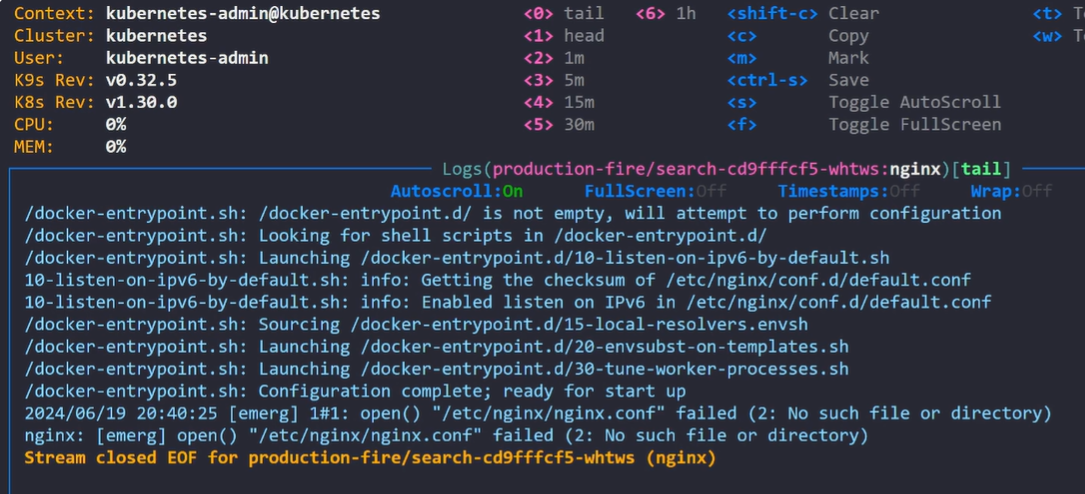 Context: kubernetes-admin@kubernetes <0> tail <6> 1h <shift-c> Clear <t>
Cluster: kubernetes <1> head <c> Copy <w>
User: kubernetes-admin <2> 1m <m> Mark
K9s Rev: v0.32.5 <3> 5m <ctrl-s> Save
K8s Rev: v1.30.0 <4> 15m <s> Toggle AutoScroll
CPU: 0% <5> 30m <f> Toggle FullScreen
MEM: 0%
Logs(production-fire/search-cd9fffcf5-whtws:nginx)[tail]
Autoscroll:On FullScreen:Off Timestamps:Off Wrap:Off
/docker-entrypoint.sh: /docker-entrypoint.d/ is not empty, will attempt to perform configuration
/docker-entrypoint.sh: Looking for shell scripts in /docker-entrypoint.d/
/docker-entrypoint.sh: Launching /docker-entrypoint.d/10-listen-on-ipv6-by-default.sh
10-listen-on-ipv6-by-default.sh: info: Getting the checksum of /etc/nginx/conf.d/default.conf
10-listen-on-ipv6-by-default.sh: info: Enabled listen on IPv6 in /etc/nginx/conf.d/default.conf
/docker-entrypoint.sh: Sourcing /docker-entrypoint.d/15-local-resolvers.envsh
/docker-entrypoint.sh: Launching /docker-entrypoint.d/20-envsubst-on-templates.sh
/docker-entrypoint.sh: Launching /docker-entrypoint.d/30-tune-worker-processes.sh
/docker-entrypoint.sh: Configuration complete; ready for start up
2024/06/19 20:40:25 [emerg] 1#1: open() "/etc/nginx/nginx.conf" failed (2: No such file or directory)
nginx: [emerg] open() "/etc/nginx/nginx.conf" failed (2: No such file or directory)
Stream closed EOF for production-fire/search-cd9fffcf5-whtws (nginx)